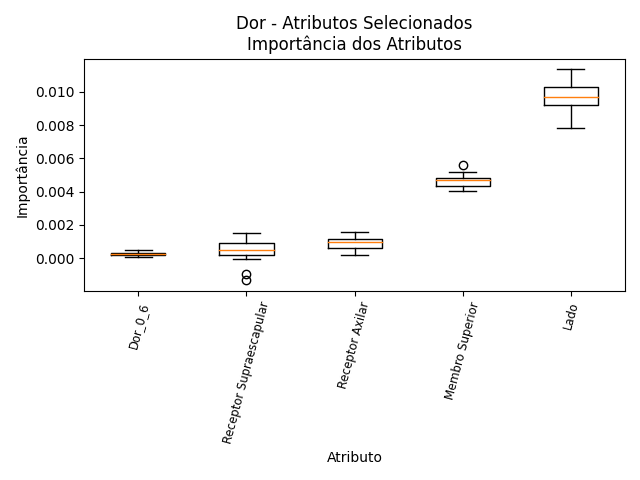 Dor - Atributos Selecionados
Importância dos Atributos
Importância
0.010
0.008
0.006
0.004
0.002
0.000
Dor_0_6
Receptor Supraescapular
Receptor Axilar
Membro Superior
Lado
Atributo